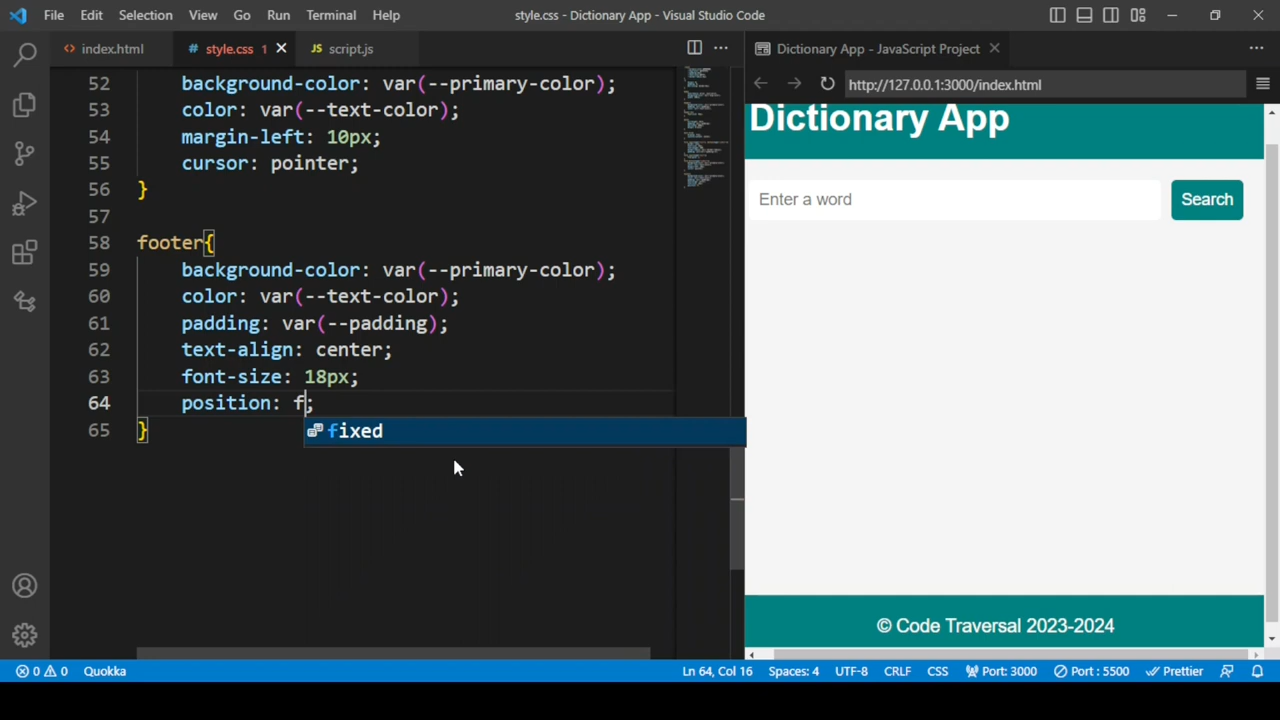 File Edit Selection View Go Run Terminal Help style.css - Dictionary App - Visual Studio Code
<> index.html # style.css 1 JS script.js
Dictionary App - JavaScript Project
http://127.0.0.1:3000/index.html
52 background-color: var(--primary-color);
53 color: var(--text-color);
54 margin-left: 10px;
55 cursor: pointer;
56 }
57
58 footer{
59 background-color: var(--primary-color);
60 color: var(--text-color);
61 padding: var(--padding);
62 text-align: center;
63 font-size: 18px;
64 position: f;
65 }
fixed
Dictionary App
Enter a word Search
© Code Traversal 2023-2024
0 0 Quokka Ln 64, Col 16 Spaces: 4 UTF-8 CRLF CSS Port: 3000 Port : 5500 Prettier